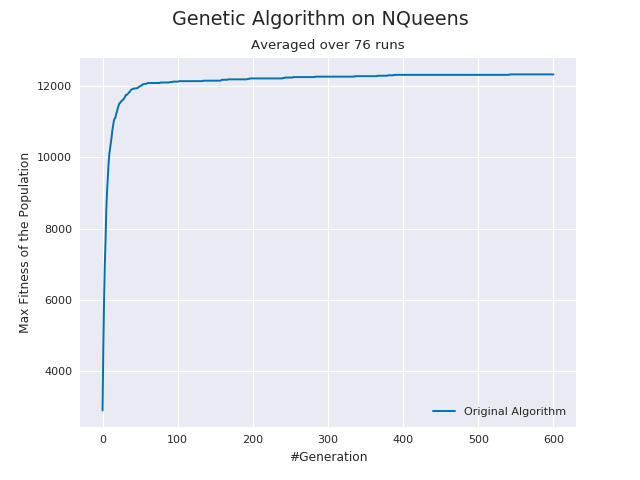 Genetic Algorithm on NQueens
Averaged over 76 runs
12000
10000
8000
6000
4000
Max Fitness of the Population
0 100 200 300 400 500 600
#Generation
Original Algorithm